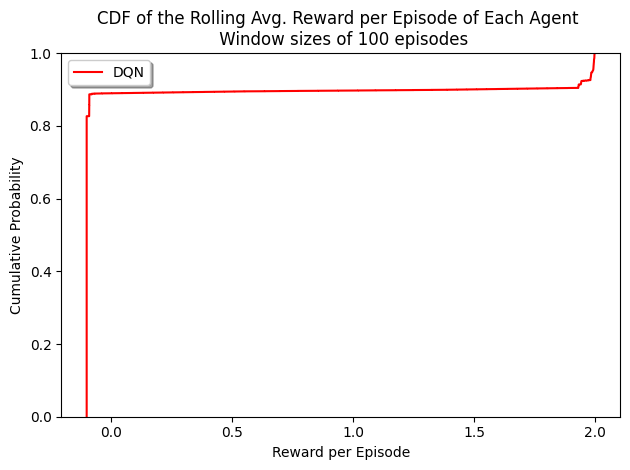 CDF of the Rolling Avg. Reward per Episode of Each Agent
Window sizes of 100 episodes
DQN
1.0
0.8
0.6
0.4
0.2
0.0
Cumulative Probability
0.0 0.5 1.0 1.5 2.0
Reward per Episode